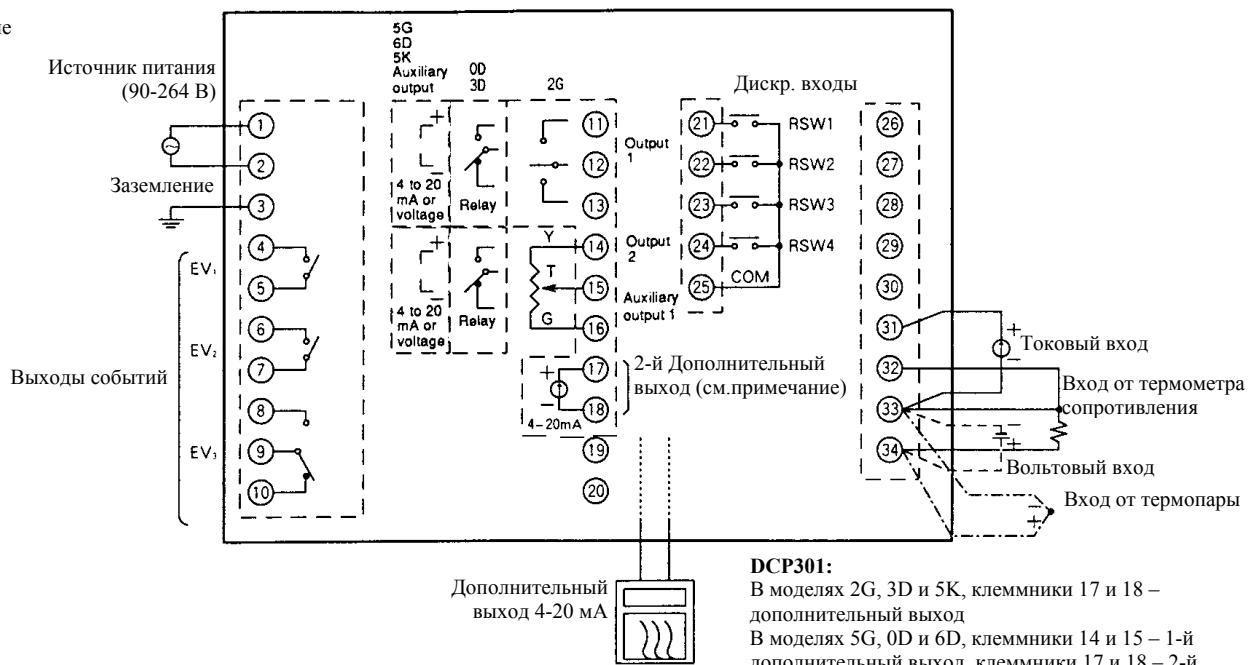 е
Источник питания
(90-264 В)
Заземление
EV₁
EV₂
EV₃
Выходы событий
1
2
3
4
5
6
7
8
9
10
5G
6D
5K
Auxiliary
output
0D
3D
2G
+
−
4 to 20
mA or
voltage
Relay
11
12
13
Output
1
+
−
4 to 20
mA or
voltage
Relay
Y
T
G
14
15
16
Output
2
Auxiliary
output 1
+
−
4-20mA
17
18
19
20
2-й Дополнительный
выход (см.примечание)
Дискр. входы
21
22
23
24
25
RSW1
RSW2
RSW3
RSW4
COM
26
27
28
29
30
31
32
33
34
+
−
Токовый вход
Вход от термометра
сопротивления
−
+
Вольтовый вход
−
+
Вход от термопары
Дополнительный
выход 4-20 мА
DCP301:
В моделях 2G, 3D и 5K, клеммники 17 и 18 –
дополнительный выход
В моделях 5G, 0D и 6D, клеммники 14 и 15 – 1-й
дополнительный выход, клеммники 17 и 18 – 2-й